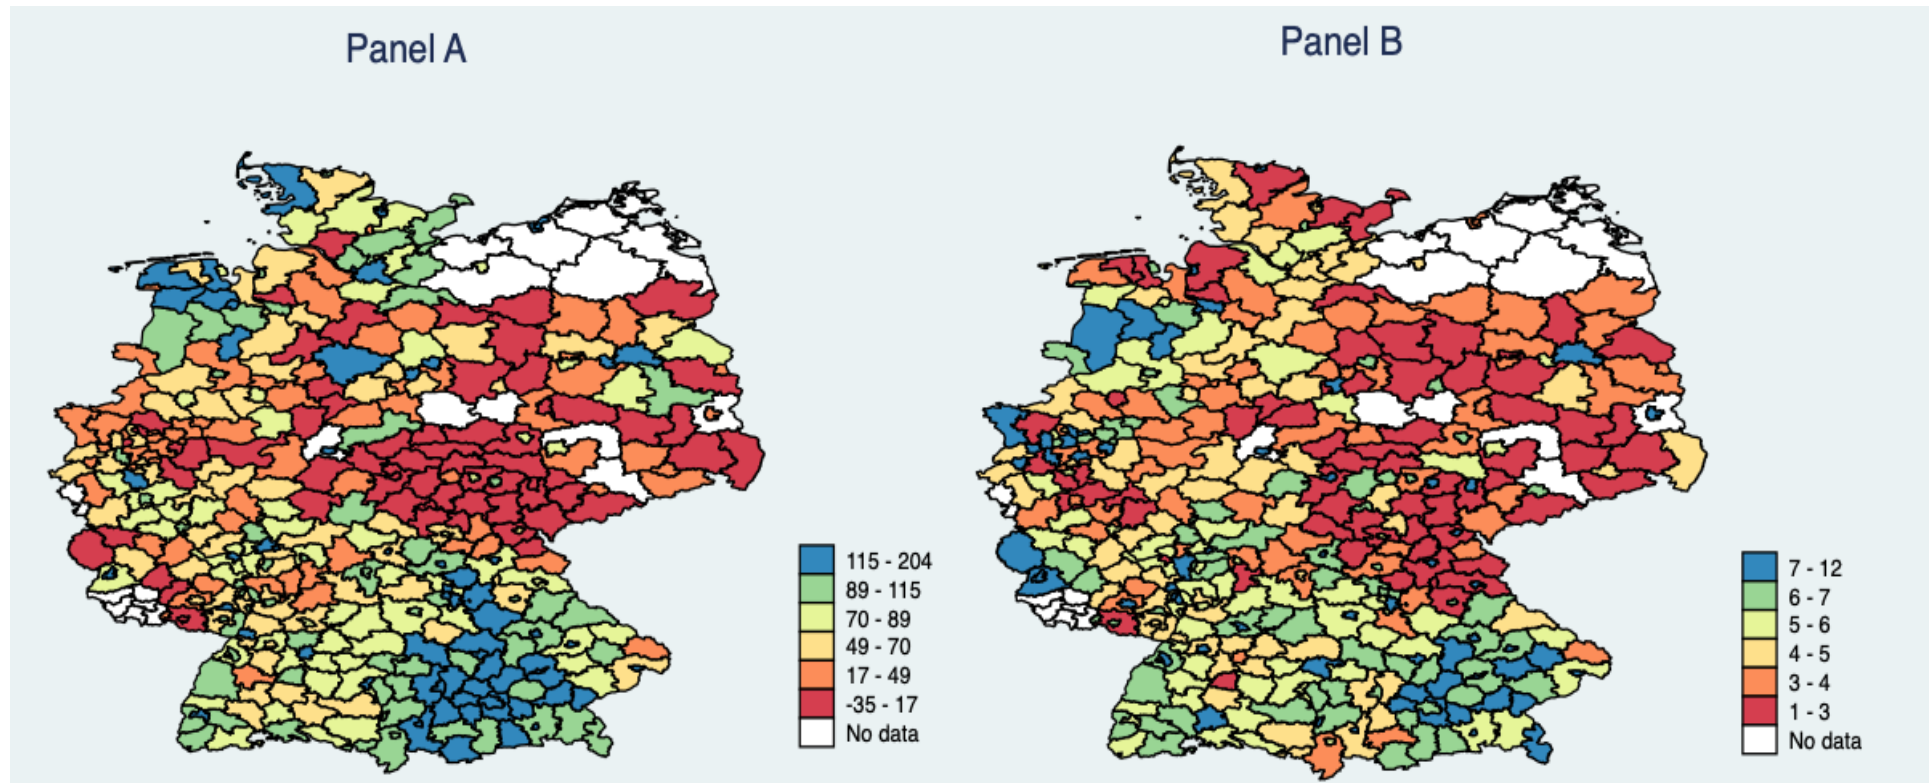 Panel A
115 - 204
89 - 115
70 - 89
49 - 70
17 - 49
-35 - 17
No data
Panel B
7 - 12
6 - 7
5 - 6
4 - 5
3 - 4
1 - 3
No data